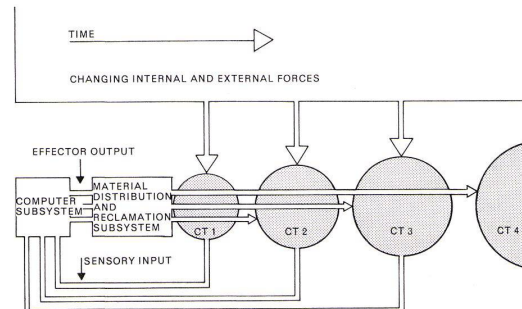 TIME
CHANGING INTERNAL AND EXTERNAL FORCES
EFFECTOR OUTPUT
COMPUTER
SUBSYSTEM
MATERIAL
DISTRIBUTION
AND
RECLAMATION
SUBSYSTEM
CT 1
CT 2
CT 3
CT 4
SENSORY INPUT